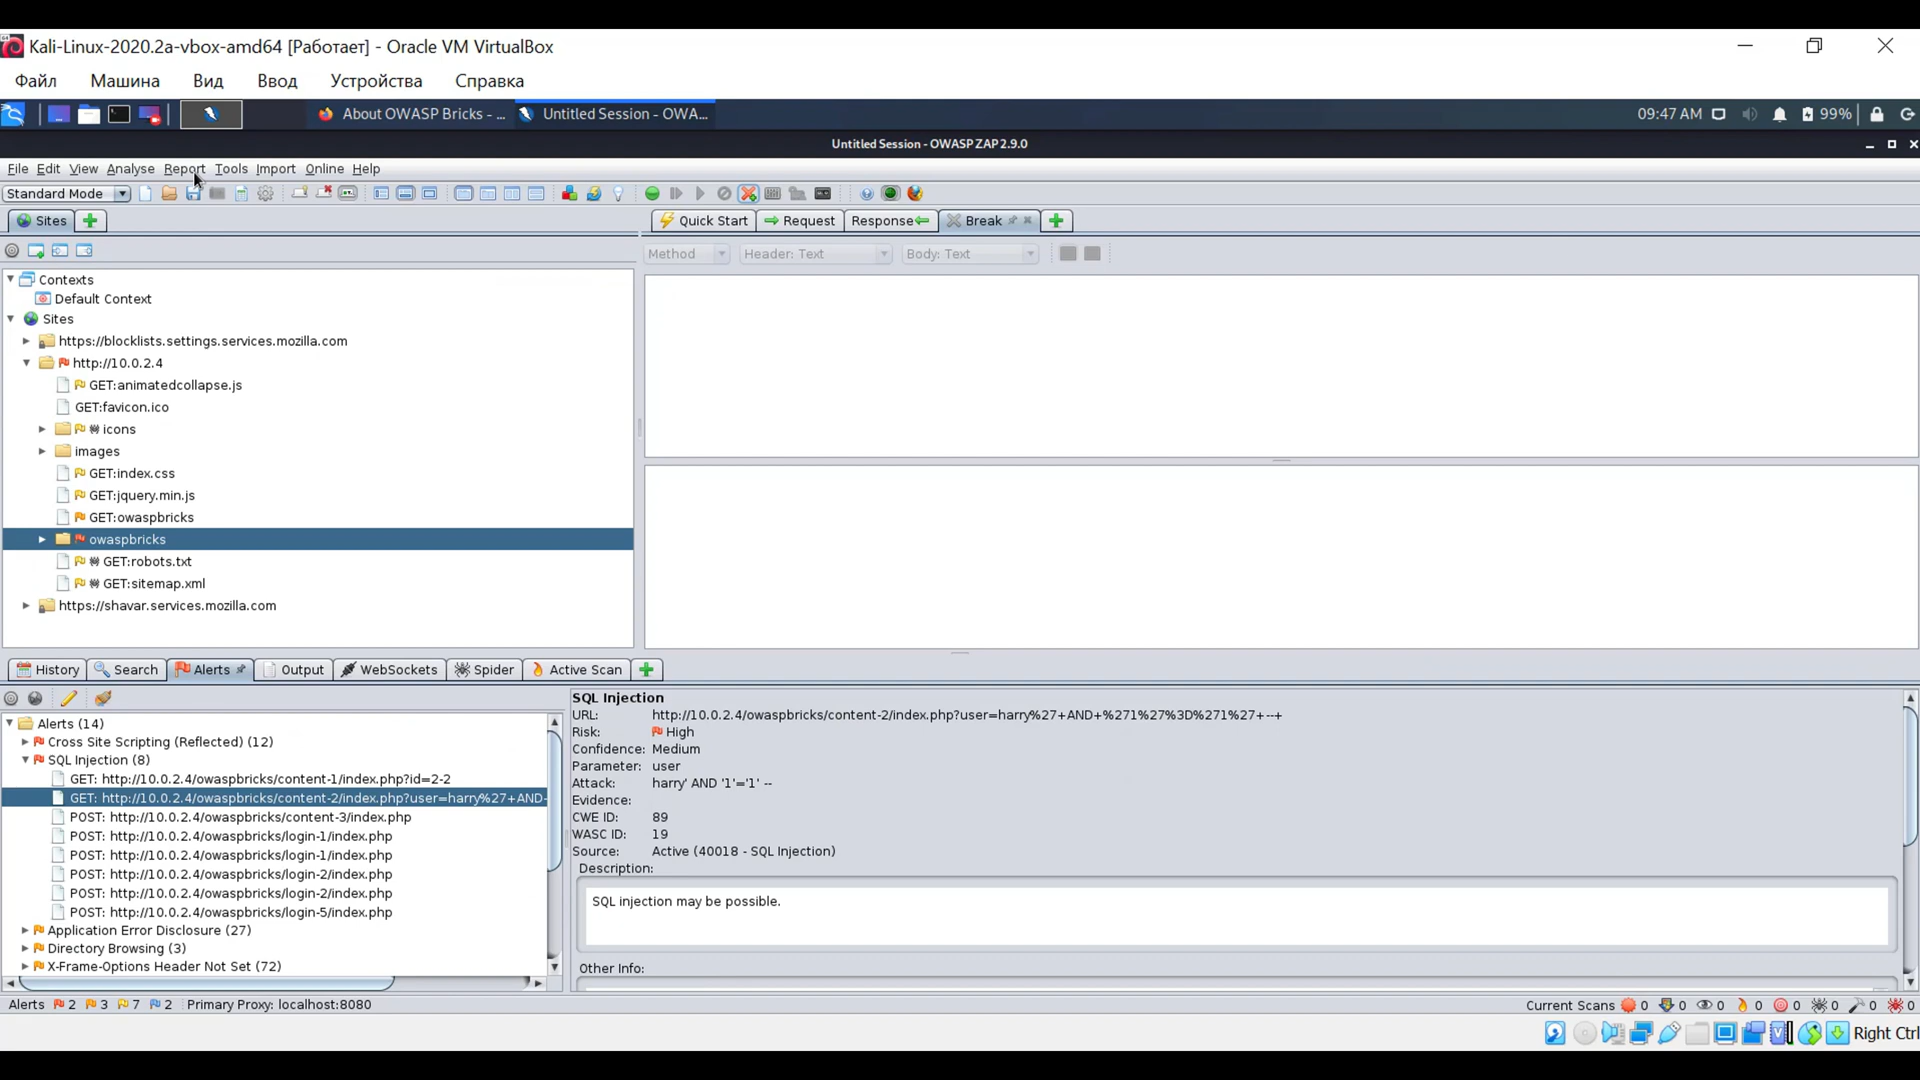 Kali-Linux-2020.2a-vbox-amd64 [Работает] - Oracle VM VirtualBox
Файл Машина Вид Ввод Устройства Справка
About OWASP Bricks - ... Untitled Session - OWA... 09:47 AM 99%
Untitled Session - OWASP ZAP 2.9.0
File Edit View Analyse Report Tools Import Online Help
Standard Mode
Sites
Quick Start Request Response Break
Method Header: Text Body: Text
Contexts
Default Context
Sites
https://blocklists.settings.services.mozilla.com
http://10.0.2.4
GET:animatedcollapse.js
GET:favicon.ico
icons
images
GET:index.css
GET:jquery.min.js
GET:owaspbricks
owaspbricks
GET:robots.txt
GET:sitemap.xml
https://shavar.services.mozilla.com
History Search Alerts Output WebSockets Spider Active Scan
Alerts (14)
Cross Site Scripting (Reflected) (12)
SQL Injection (8)
GET: http://10.0.2.4/owaspbricks/content-1/index.php?id=2-2
GET: http://10.0.2.4/owaspbricks/content-2/index.php?user=harry%27+AND-
POST: http://10.0.2.4/owaspbricks/content-3/index.php
POST: http://10.0.2.4/owaspbricks/login-1/index.php
POST: http://10.0.2.4/owaspbricks/login-1/index.php
POST: http://10.0.2.4/owaspbricks/login-2/index.php
POST: http://10.0.2.4/owaspbricks/login-2/index.php
POST: http://10.0.2.4/owaspbricks/login-5/index.php
Application Error Disclosure (27)
Directory Browsing (3)
X-Frame-Options Header Not Set (72)
SQL Injection
URL: http://10.0.2.4/owaspbricks/content-2/index.php?user=harry%27+AND+%271%27%3D%271%27+--+
Risk: High
Confidence: Medium
Parameter: user
Attack: harry' AND '1'='1' --
Evidence:
CWE ID: 89
WASC ID: 19
Source: Active (40018 - SQL Injection)
Description:
SQL injection may be possible.
Other Info:
Alerts 2 3 7 2 Primary Proxy: localhost:8080
Current Scans 0 0 0 0 0 0 0 0
Right Ctrl